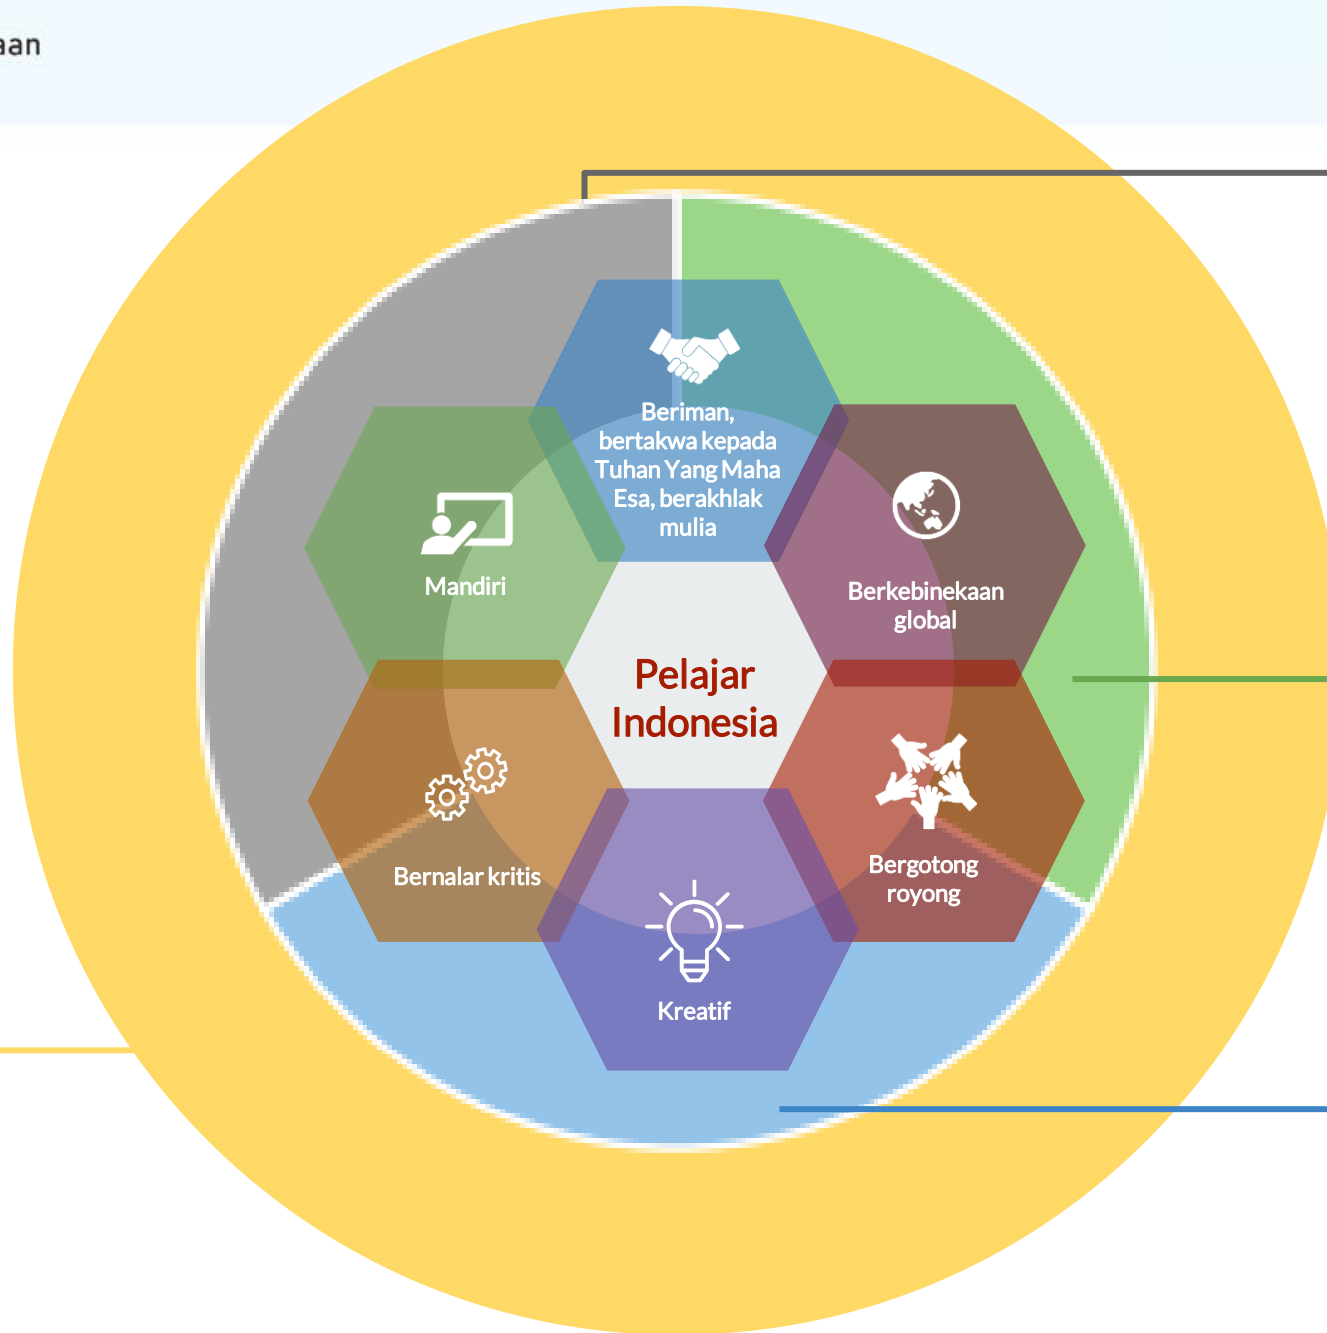 Beriman,
bertakwa kepada
Tuhan Yang Maha
Esa, berakhlak
mulia
Mandiri
Berkebinekaan
global
Pelajar
Indonesia
Bernalar kritis
Bergotong
royong
Kreatif